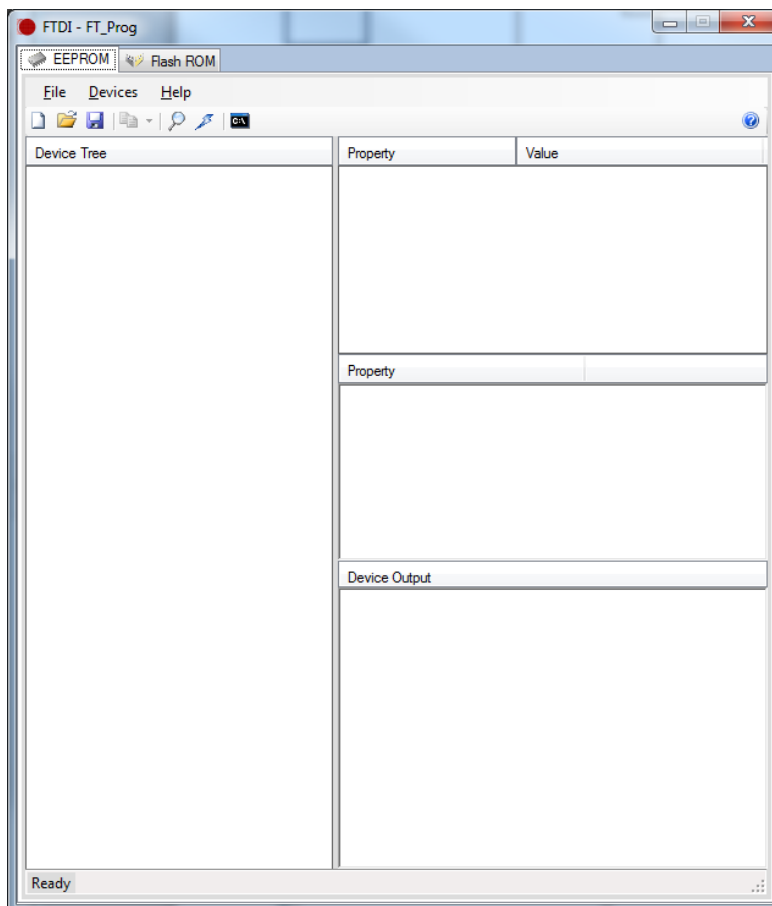 FTDI - FT_Prog
EEPROM Flash ROM
File Devices Help
C:\
Device Tree
Property Value
Property
Device Output
Ready